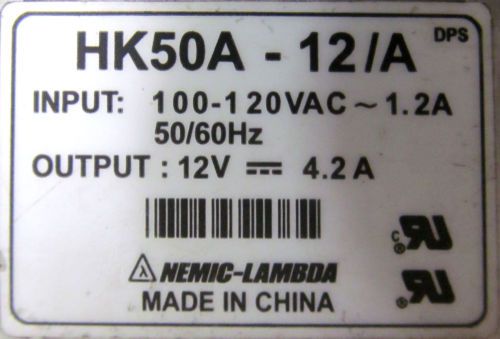 HK50A - 12/A DPS
INPUT: 100-120VAC ~ 1.2A
50/60Hz
OUTPUT : 12V ⎓ 4.2A
NEMIC-LAMBDA
MADE IN CHINA